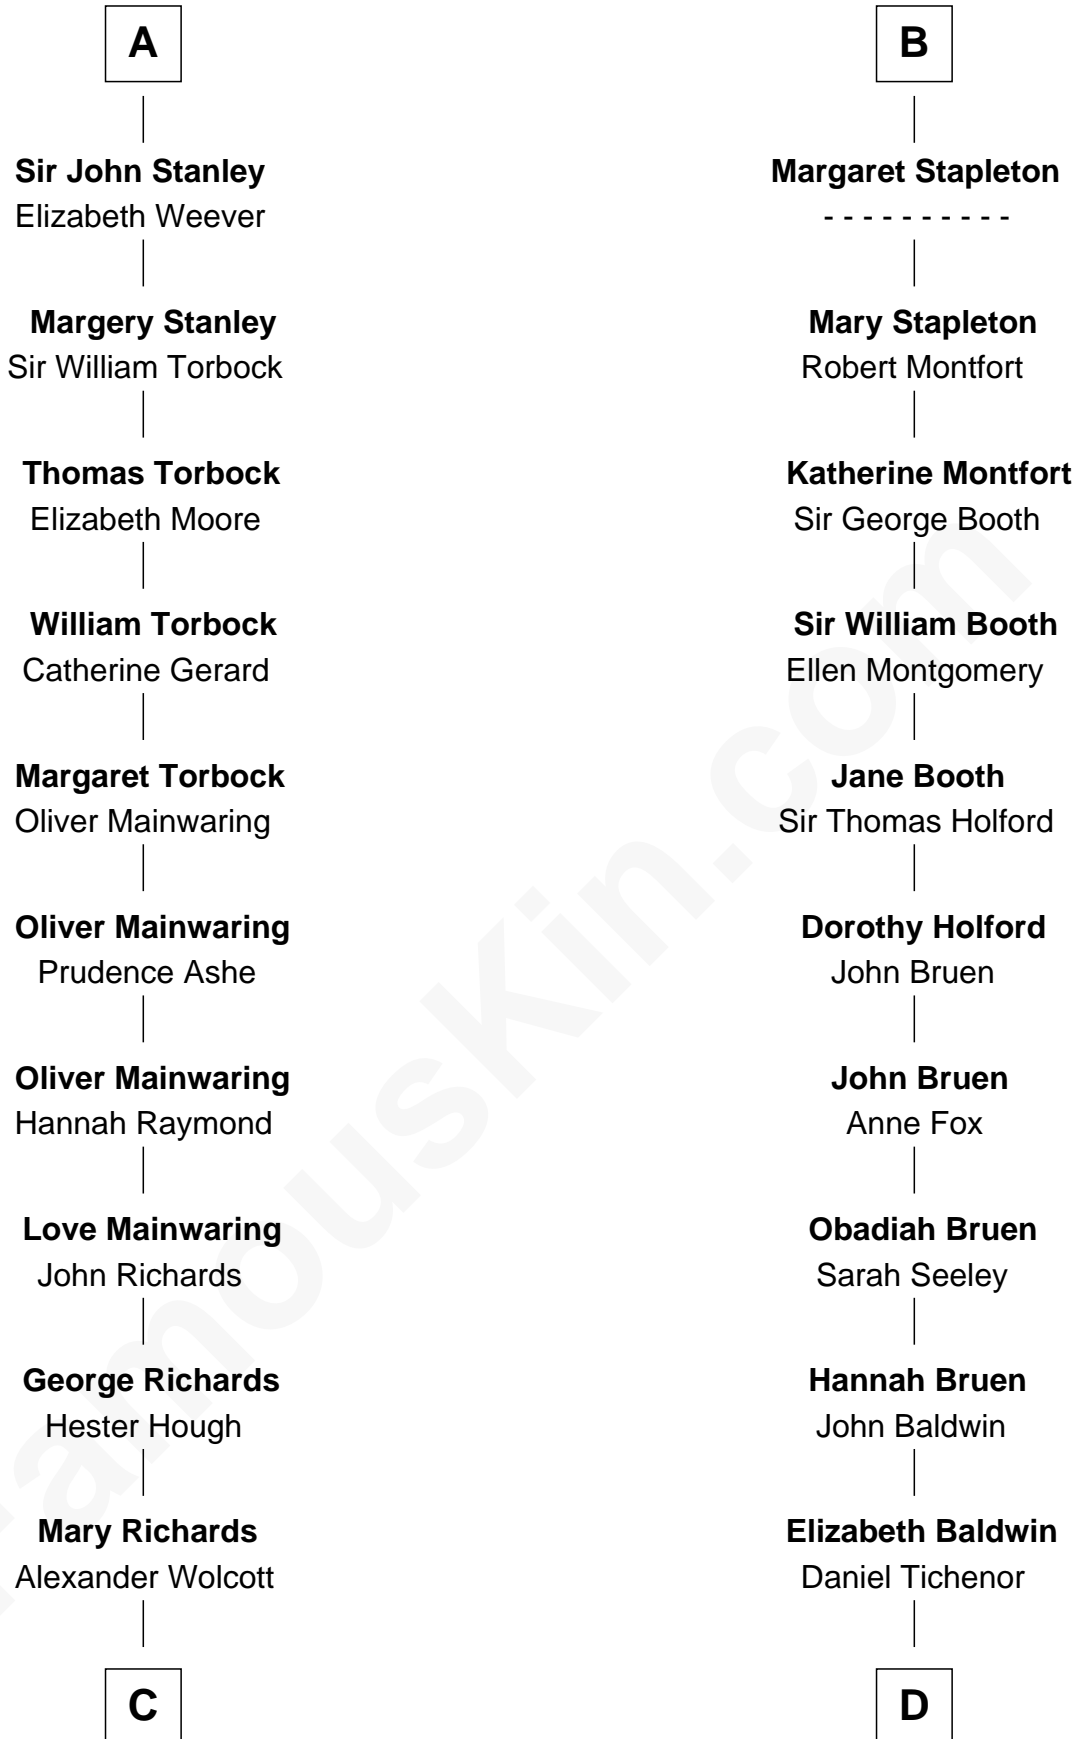 A
Sir John Stanley
Elizabeth Weever
Margery Stanley
Sir William Torbock
Thomas Torbock
Elizabeth Moore
William Torbock
Catherine Gerard
Margaret Torbock
Oliver Mainwaring
Oliver Mainwaring
Prudence Ashe
Oliver Mainwaring
Hannah Raymond
Love Mainwaring
John Richards
George Richards
Hester Hough
Mary Richards
Alexander Wolcott
C
B
Margaret Stapleton
- - - - - - - - - -
Mary Stapleton
Robert Montfort
Katherine Montfort
Sir George Booth
Sir William Booth
Ellen Montgomery
Jane Booth
Sir Thomas Holford
Dorothy Holford
John Bruen
John Bruen
Anne Fox
Obadiah Bruen
Sarah Seeley
Hannah Bruen
John Baldwin
Elizabeth Baldwin
Daniel Tichenor
D
FamousKin.com